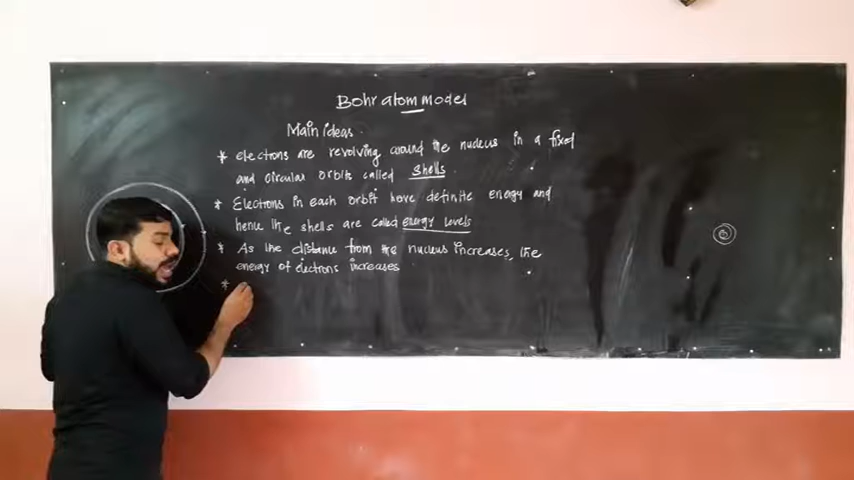 Bohr atom model
Main ideas
* Electrons are revolving around the nucleus in a fixed
and circular orbits called shells
* Electrons in each orbit have definite energy and
hence the shells are called energy levels
* As the distance from the nucleus increases, the
energy of electrons increases
*